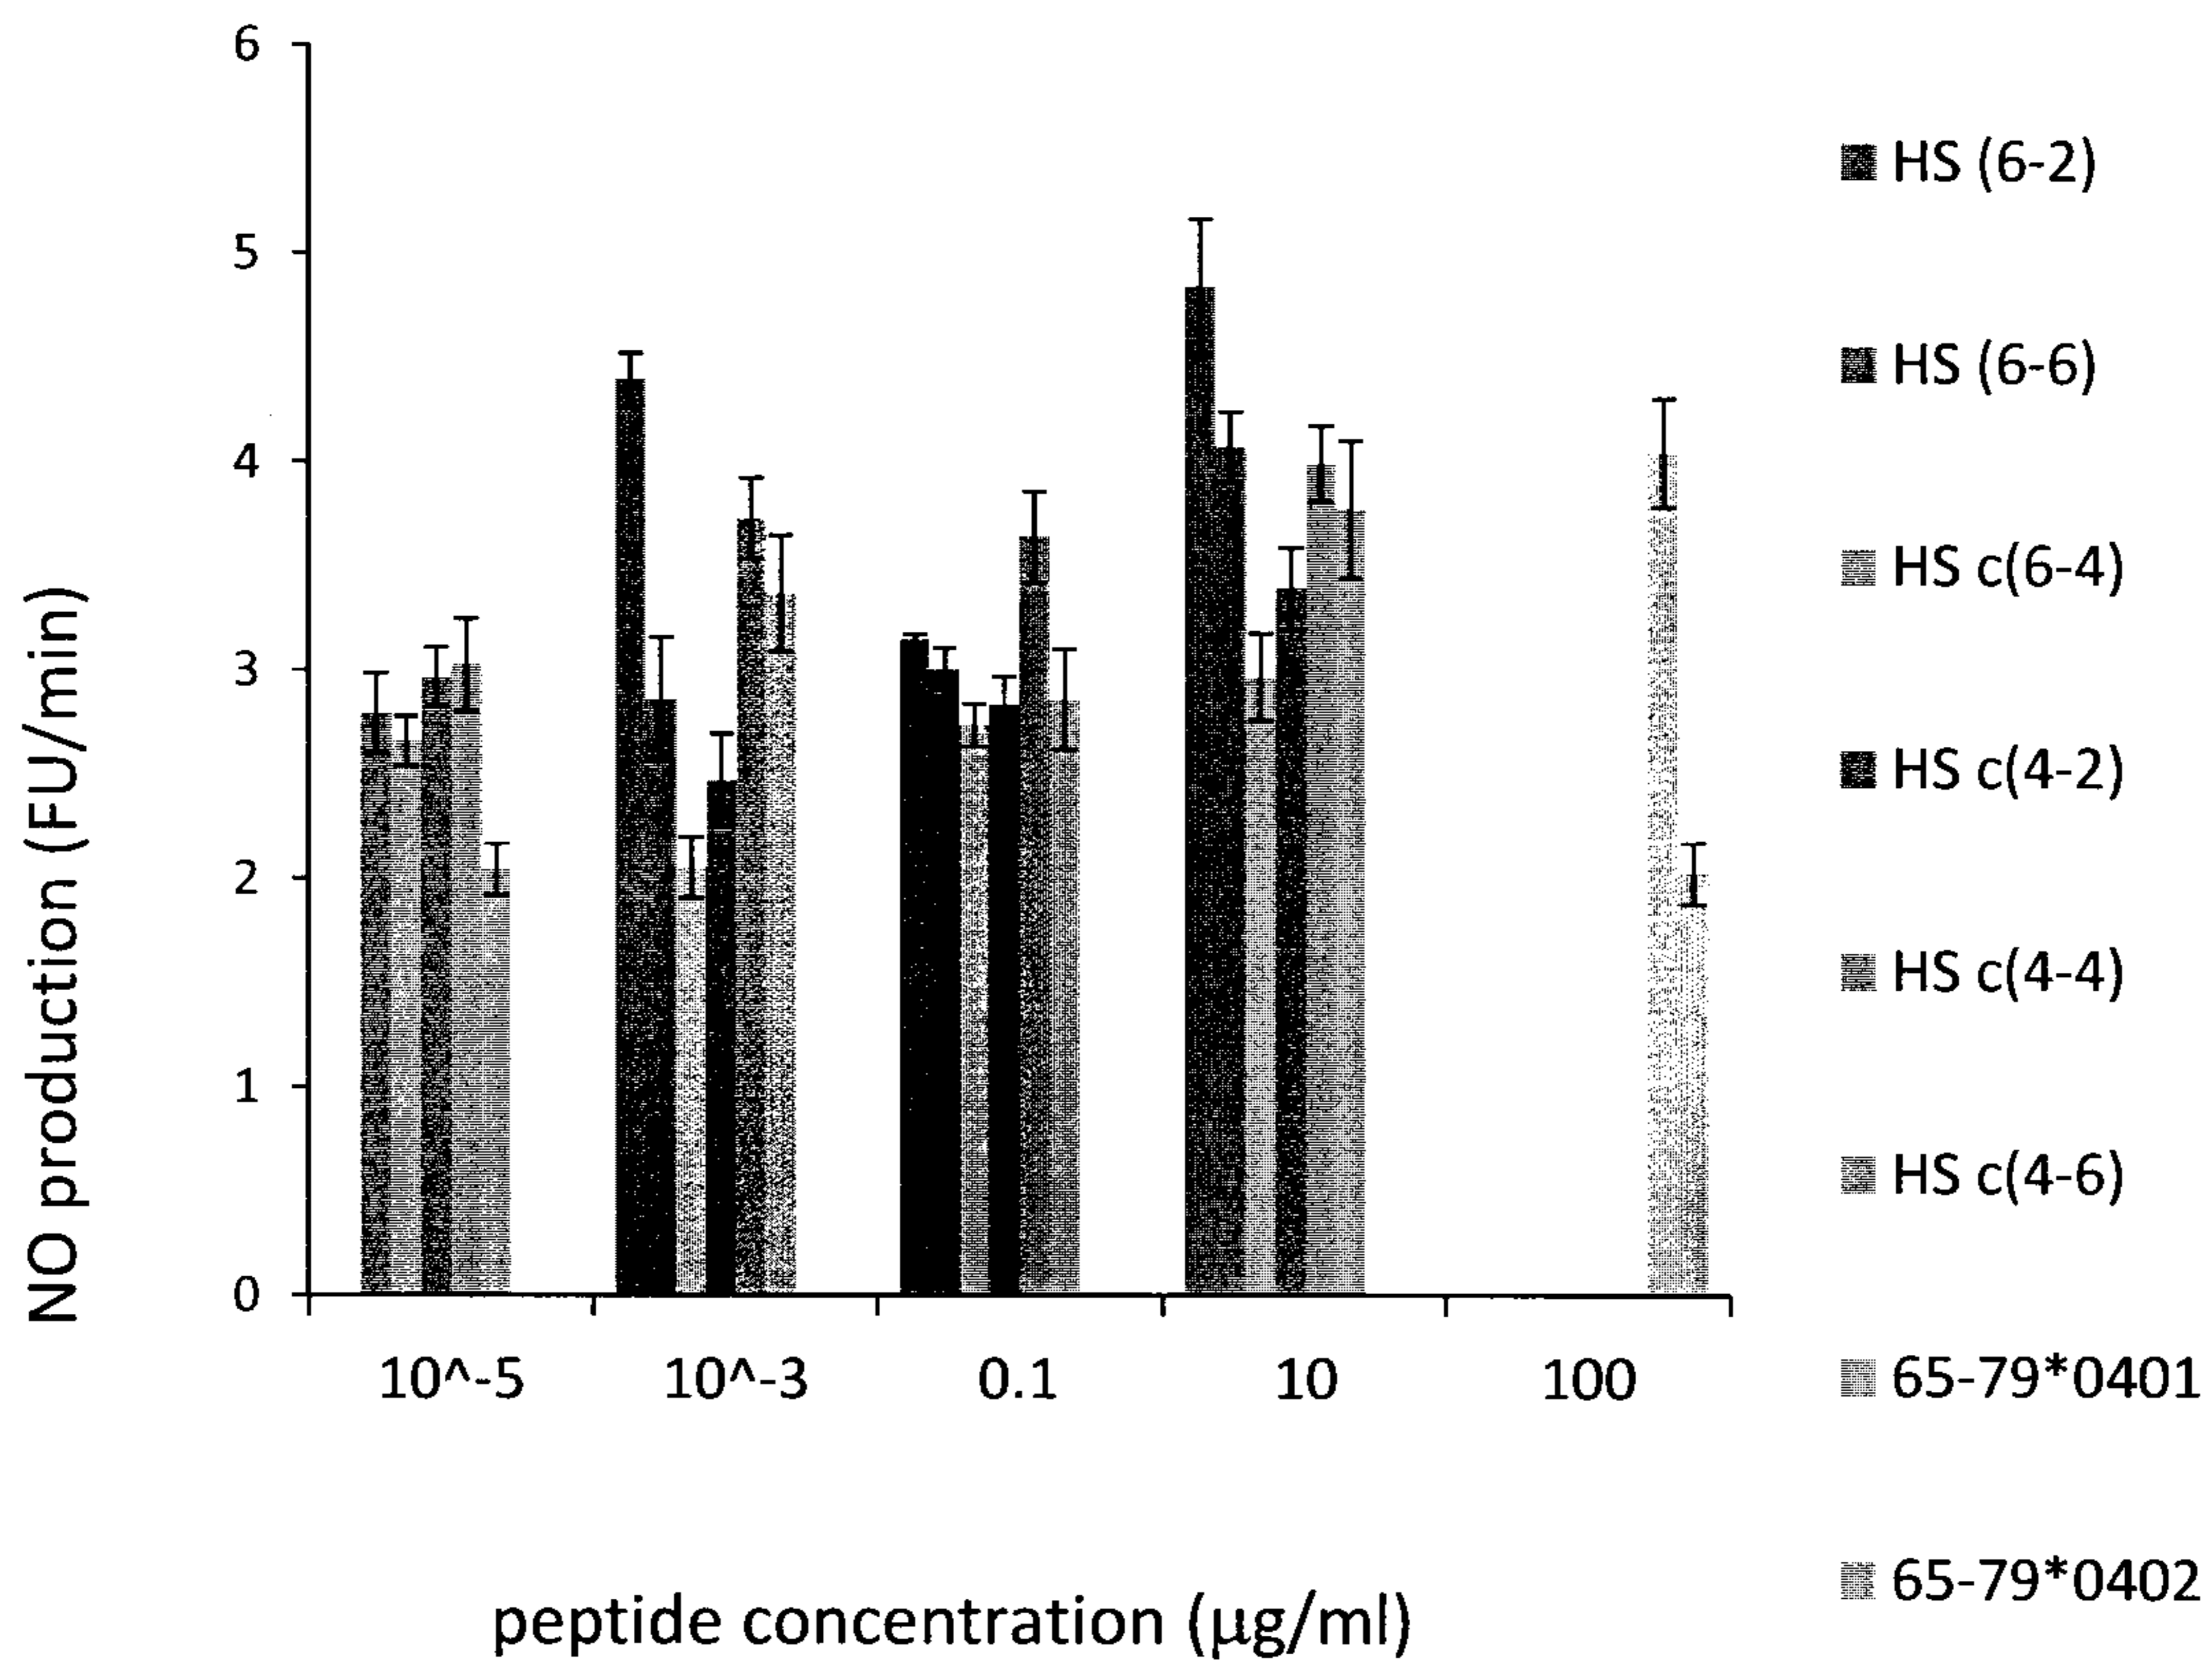 6
5
4
3
2
1
0
NO production (FU/min)
10^-5
10^-3
0.1
10
100
peptide concentration (µg/ml)
HS (6-2)
HS (6-6)
HS c(6-4)
HS c(4-2)
HS c(4-4)
HS c(4-6)
65-79*0401
65-79*0402